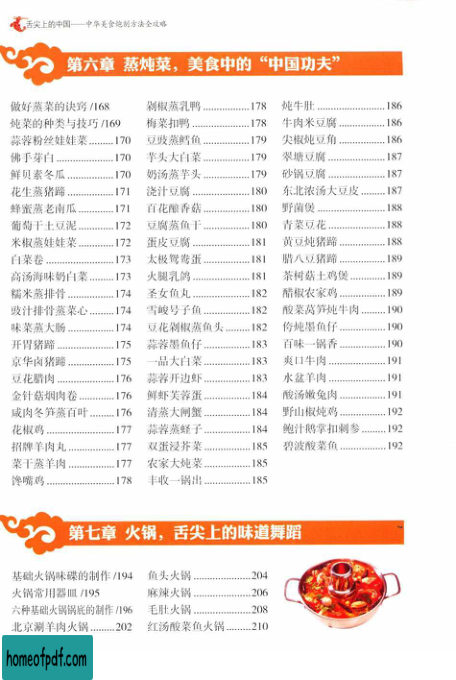 舌尖上的中国——中华美食炮制方法全攻略
第六章 蒸炖菜，美食中的“中国功夫”
做好蒸菜的诀窍 /168
炖菜的种类与技巧 /169
蒜蓉粉丝娃娃菜………170
佛手芽白………170
鲜贝素冬瓜………170
花生蒸猪蹄………171
蜂蜜蒸老南瓜………171
葡萄干土豆泥………172
米椒蒸娃娃菜………172
白菜卷………173
高汤海味奶白菜………173
糯米蒸排骨………174
豉汁排骨蒸菜心………174
味菜蒸大肠………174
开胃猪蹄………175
京华卤猪蹄………175
豆花腊肉………176
金针菇烟肉卷………176
咸肉冬笋蒸百叶………176
花椒鸡………177
招牌羊肉丸………177
菜干蒸羊肉………177
馋嘴鸡………178
剁椒蒸乳鸭………178
梅菜扣鸭………178
豆豉蒸鳕鱼………179
芋头大白菜………179
奶汤蒸芋头………179
浇汁豆腐………180
百花酿香菇………180
豆腐蒸鱼干………180
蛋皮豆腐………181
太极鸳鸯蛋………181
火腿乳鸽………181
圣女鱼丸………182
雪峻号子鱼………182
豆花剁椒蒸鱼头………182
蒜蓉墨鱼仔………183
一品大白菜………183
蒜蓉开边虾………183
鲜虾芙蓉蛋………184
清蒸大闸蟹………184
蒜蓉蒸蛏子………184
双蛋浸芥菜………185
农家大炖菜………185
丰收一锅出………185
炖牛肚………186
牛肉米豆腐………186
尖椒炖豆角………186
翠塘豆腐………187
砂锅豆腐………187
东北浓汤大豆皮………187
野菌煲………188
青菜豆花………188
黄豆炖猪蹄………188
腊八豆猪蹄………189
茶树菇土鸡煲………189
醋椒农家鸡………189
酸菜莴笋炖牛肉………190
侉炖墨鱼仔………190
百味一锅香………190
爽口牛肉………191
水盆羊肉………191
酸汤嫩兔肉………191
野山椒炖鸡………192
鲍汁鹅掌扣刺参………192
碧波酸菜鱼………192
第七章 火锅，舌尖上的味道舞蹈
基础火锅味碟的制作 /194
火锅常用器皿 /195
六种基础火锅锅底的制作 /196
北京涮羊肉火锅………202
鱼头火锅………204
麻辣火锅………206
毛肚火锅………208
红汤酸菜鱼火锅………210
homeofpdf.com